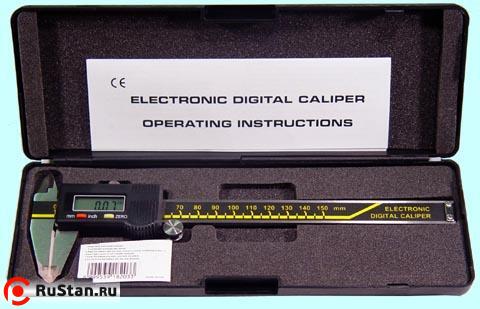 CE
ELECTRONIC DIGITAL CALIPER
OPERATING INSTRUCTIONS
0.07
mm inch ZERO
70 80 90 100 110 120 130 140 150 mm
ELECTRONIC
DIGITAL CALIPER
RuStan.ru